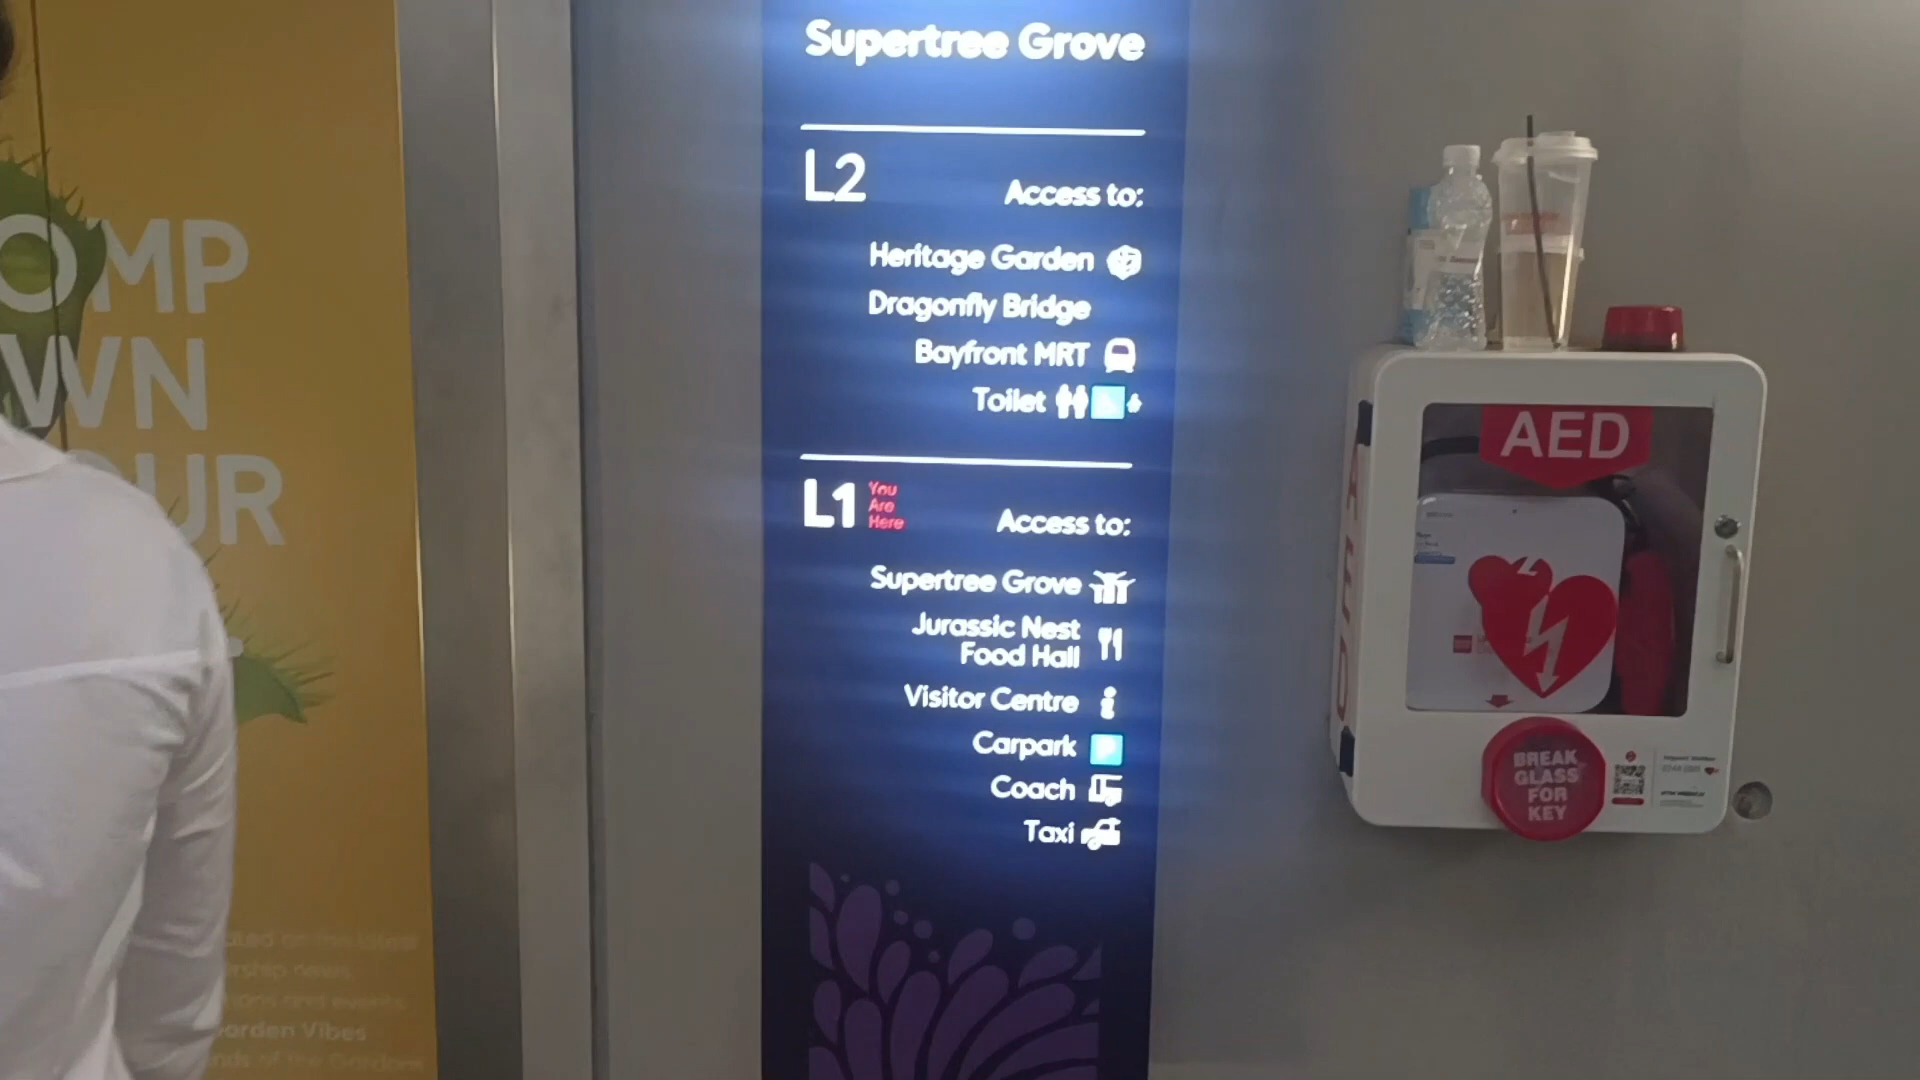 OMP
WN
OUR
Garden Vibes
Supertree Grove
L2
Access to:
Heritage Garden
Dragonfly Bridge
Bayfront MRT
Toilet
L1
You
Are
Here
Access to:
Supertree Grove
Jurassic Nest
Food Hall
Visitor Centre
Carpark
P
Coach
Taxi
AED
AED
BREAK
GLASS
FOR
KEY